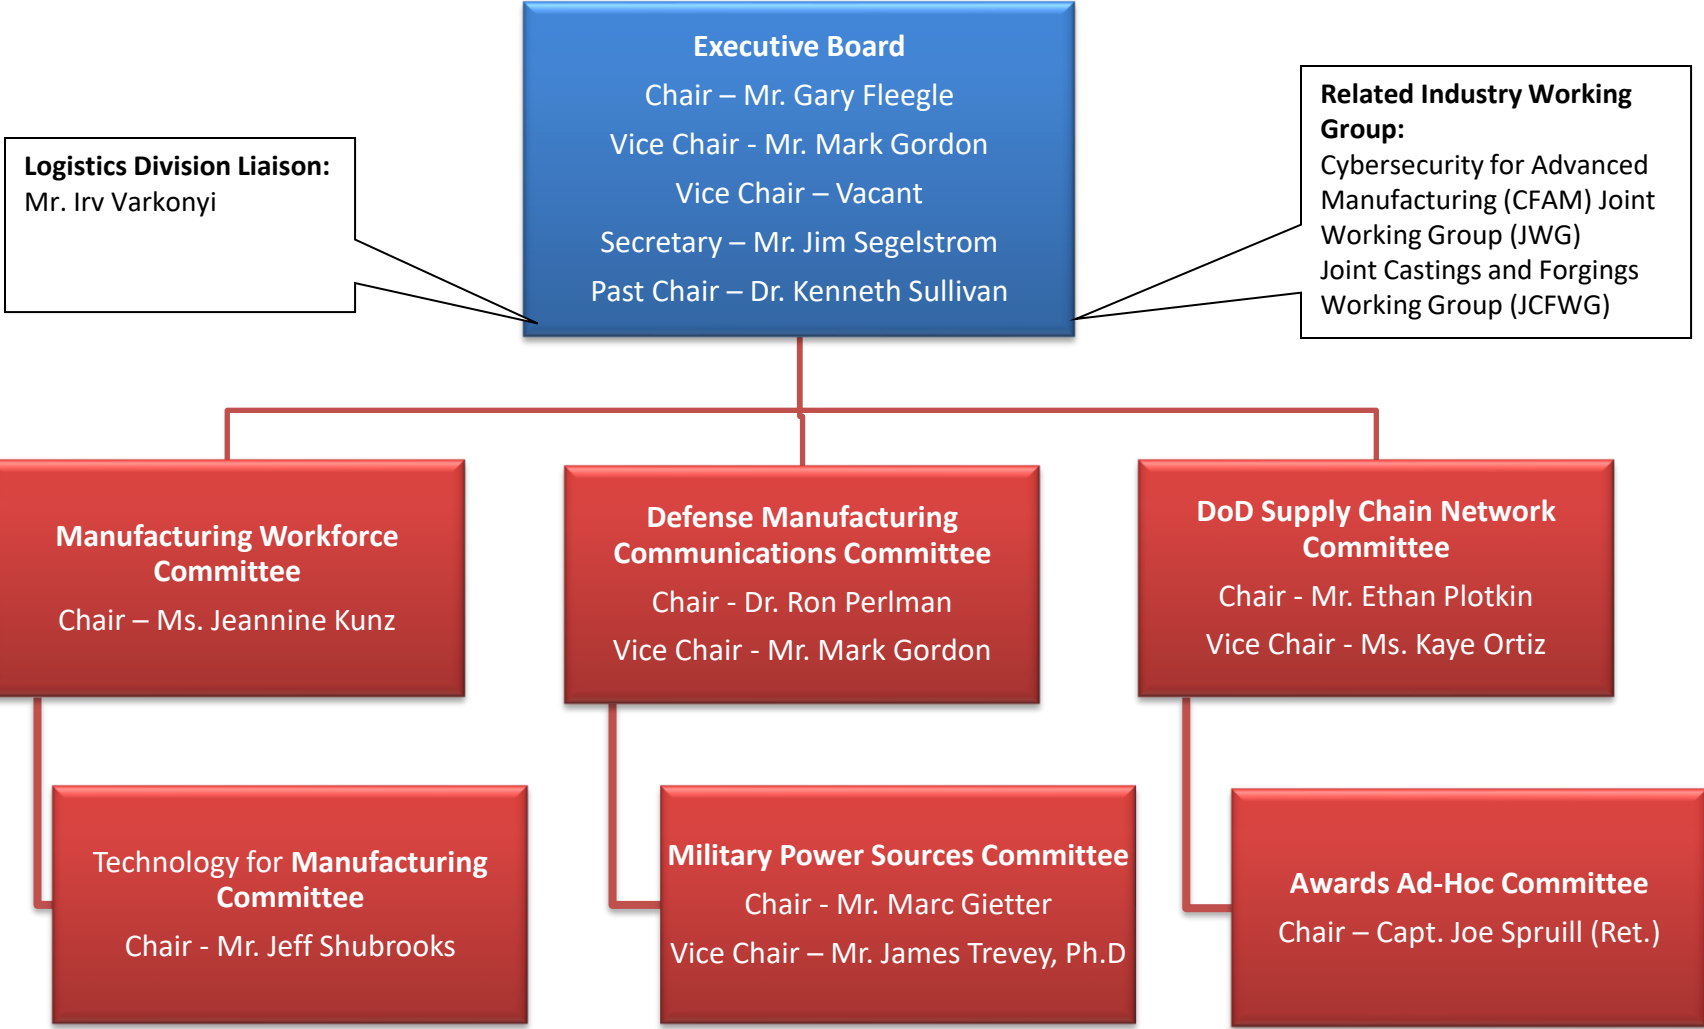 Executive Board
Chair – Mr. Gary Fleegle
Vice Chair - Mr. Mark Gordon
Vice Chair – Vacant
Secretary – Mr. Jim Segelstrom
Past Chair – Dr. Kenneth Sullivan
Logistics Division Liaison:
Mr. Irv Varkonyi
Related Industry Working
Group:
Cybersecurity for Advanced
Manufacturing (CFAM) Joint
Working Group (JWG)
Joint Castings and Forgings
Working Group (JCFWG)
Manufacturing Workforce
Committee
Chair – Ms. Jeannine Kunz
Defense Manufacturing
Communications Committee
Chair - Dr. Ron Perlman
Vice Chair - Mr. Mark Gordon
DoD Supply Chain Network
Committee
Chair - Mr. Ethan Plotkin
Vice Chair - Ms. Kaye Ortiz
Technology for Manufacturing
Committee
Chair - Mr. Jeff Shubrooks
Military Power Sources Committee
Chair - Mr. Marc Gietter
Vice Chair – Mr. James Trevey, Ph.D
Awards Ad-Hoc Committee
Chair – Capt. Joe Spruill (Ret.)